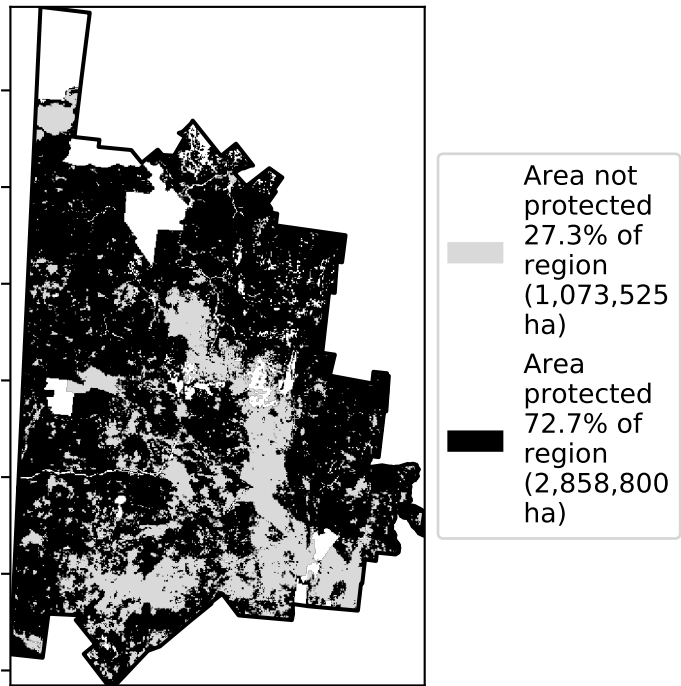 Area not
protected
27.3% of
region
(1,073,525
ha)
Area
protected
72.7% of
region
(2,858,800
ha)